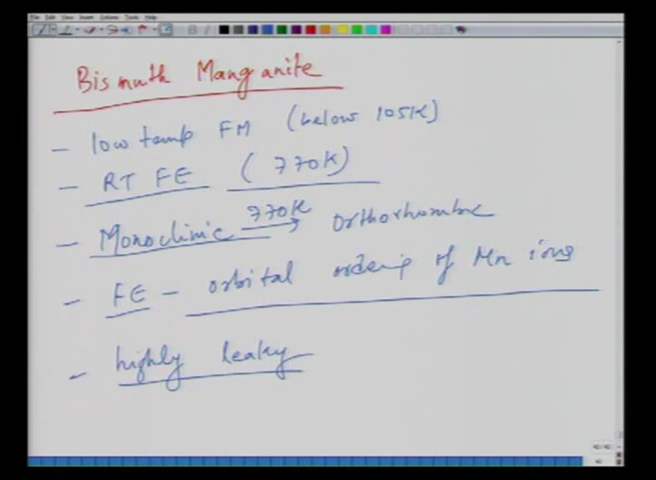 Bismuth Manganite
- low temp FM (below 105K)
- RT FE (770K)
- Monoclinic 770K → Orthorhombic
- FE - orbital ordering of Mn ions
- highly leaky